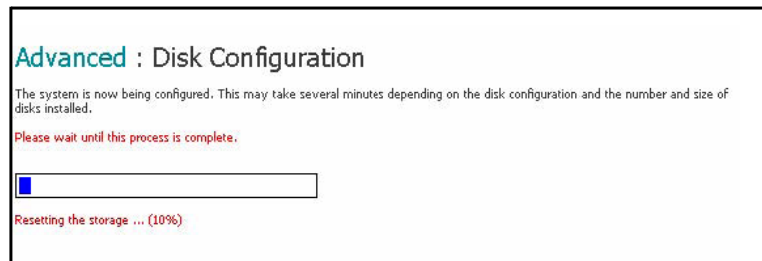 Advanced : Disk Configuration
The system is now being configured. This may take several minutes depending on the disk configuration and the number and size of
disks installed.
Please wait until this process is complete.
Resetting the storage ... (10%)